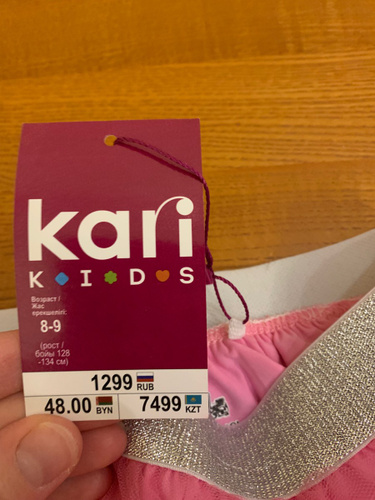 kari
KIDS
Возраст /
Жас
ерекшелігі:
8-9
(рост /
бойы 128
-134 см)
1299 RUB
48.00 BYN 7499 KZT